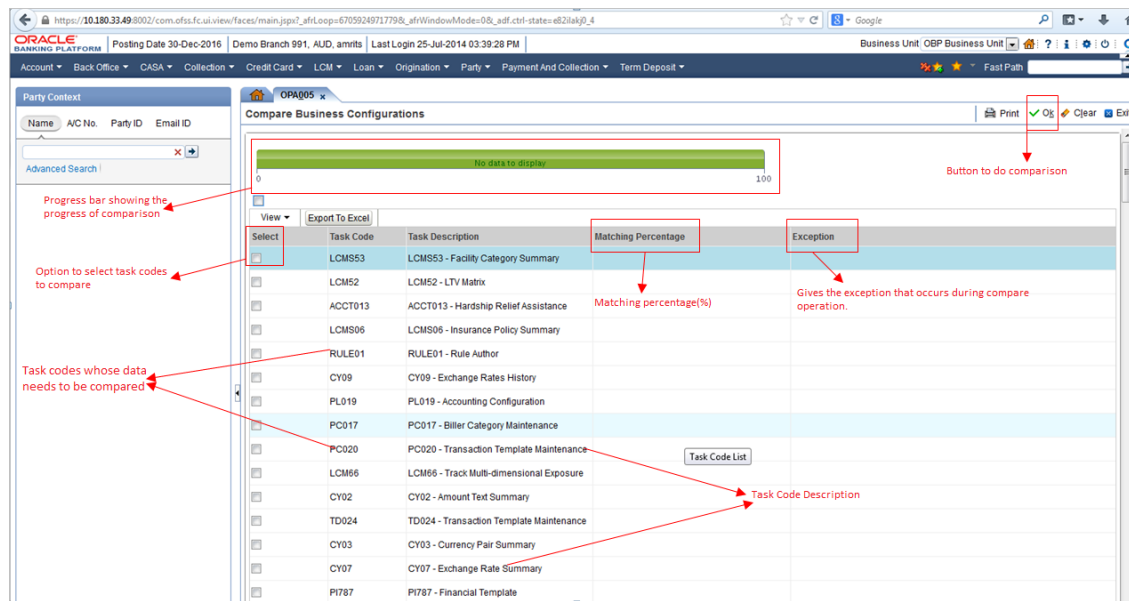 https://10.180.33.49:8002/com.ofss.fc.ui.view/faces/main.jspx?_afrLoop=6705924971779&_afrWindowMode=0&_adf.ctrl-state=e82ilakj0_4
Google
ORACLE
BANKING PLATFORM
Posting Date 30-Dec-2016
Demo Branch 991, AUD, amrits
Last Login 25-Jul-2014 03:39:28 PM
Business Unit OBP Business Unit
Account Back Office CASA Collection Credit Card LCM Loan Origination Party Payment And Collection Term Deposit
Fast Path
Party Context
Name A/C No. Party ID Email ID
Advanced Search
OPA005 x
Compare Business Configurations
Print Ok Clear Exit
No data to display
0 100
Button to do comparison
Progress bar showing the
progress of comparison
View Export To Excel
Select Task Code Task Description Matching Percentage Exception
LCMS53 LCMS53 - Facility Category Summary
LCM52 LCM52 - LTV Matrix
ACCT013 ACCT013 - Hardship Relief Assistance
LCMS06 LCMS06 - Insurance Policy Summary
RULE01 RULE01 - Rule Author
CY09 CY09 - Exchange Rates History
PL019 PL019 - Accounting Configuration
PC017 PC017 - Biller Category Maintenance
PC020 PC020 - Transaction Template Maintenance
LCM66 LCM66 - Track Multi-dimensional Exposure
CY02 CY02 - Amount Text Summary
TD024 TD024 - Transaction Template Maintenance
CY03 CY03 - Currency Pair Summary
CY07 CY07 - Exchange Rate Summary
PI787 PI787 - Financial Template
Option to select task codes
to compare
Matching percentage(%)
Gives the exception that occurs during compare
operation.
Task codes whose data
needs to be compared
Task Code List
Task Code Description